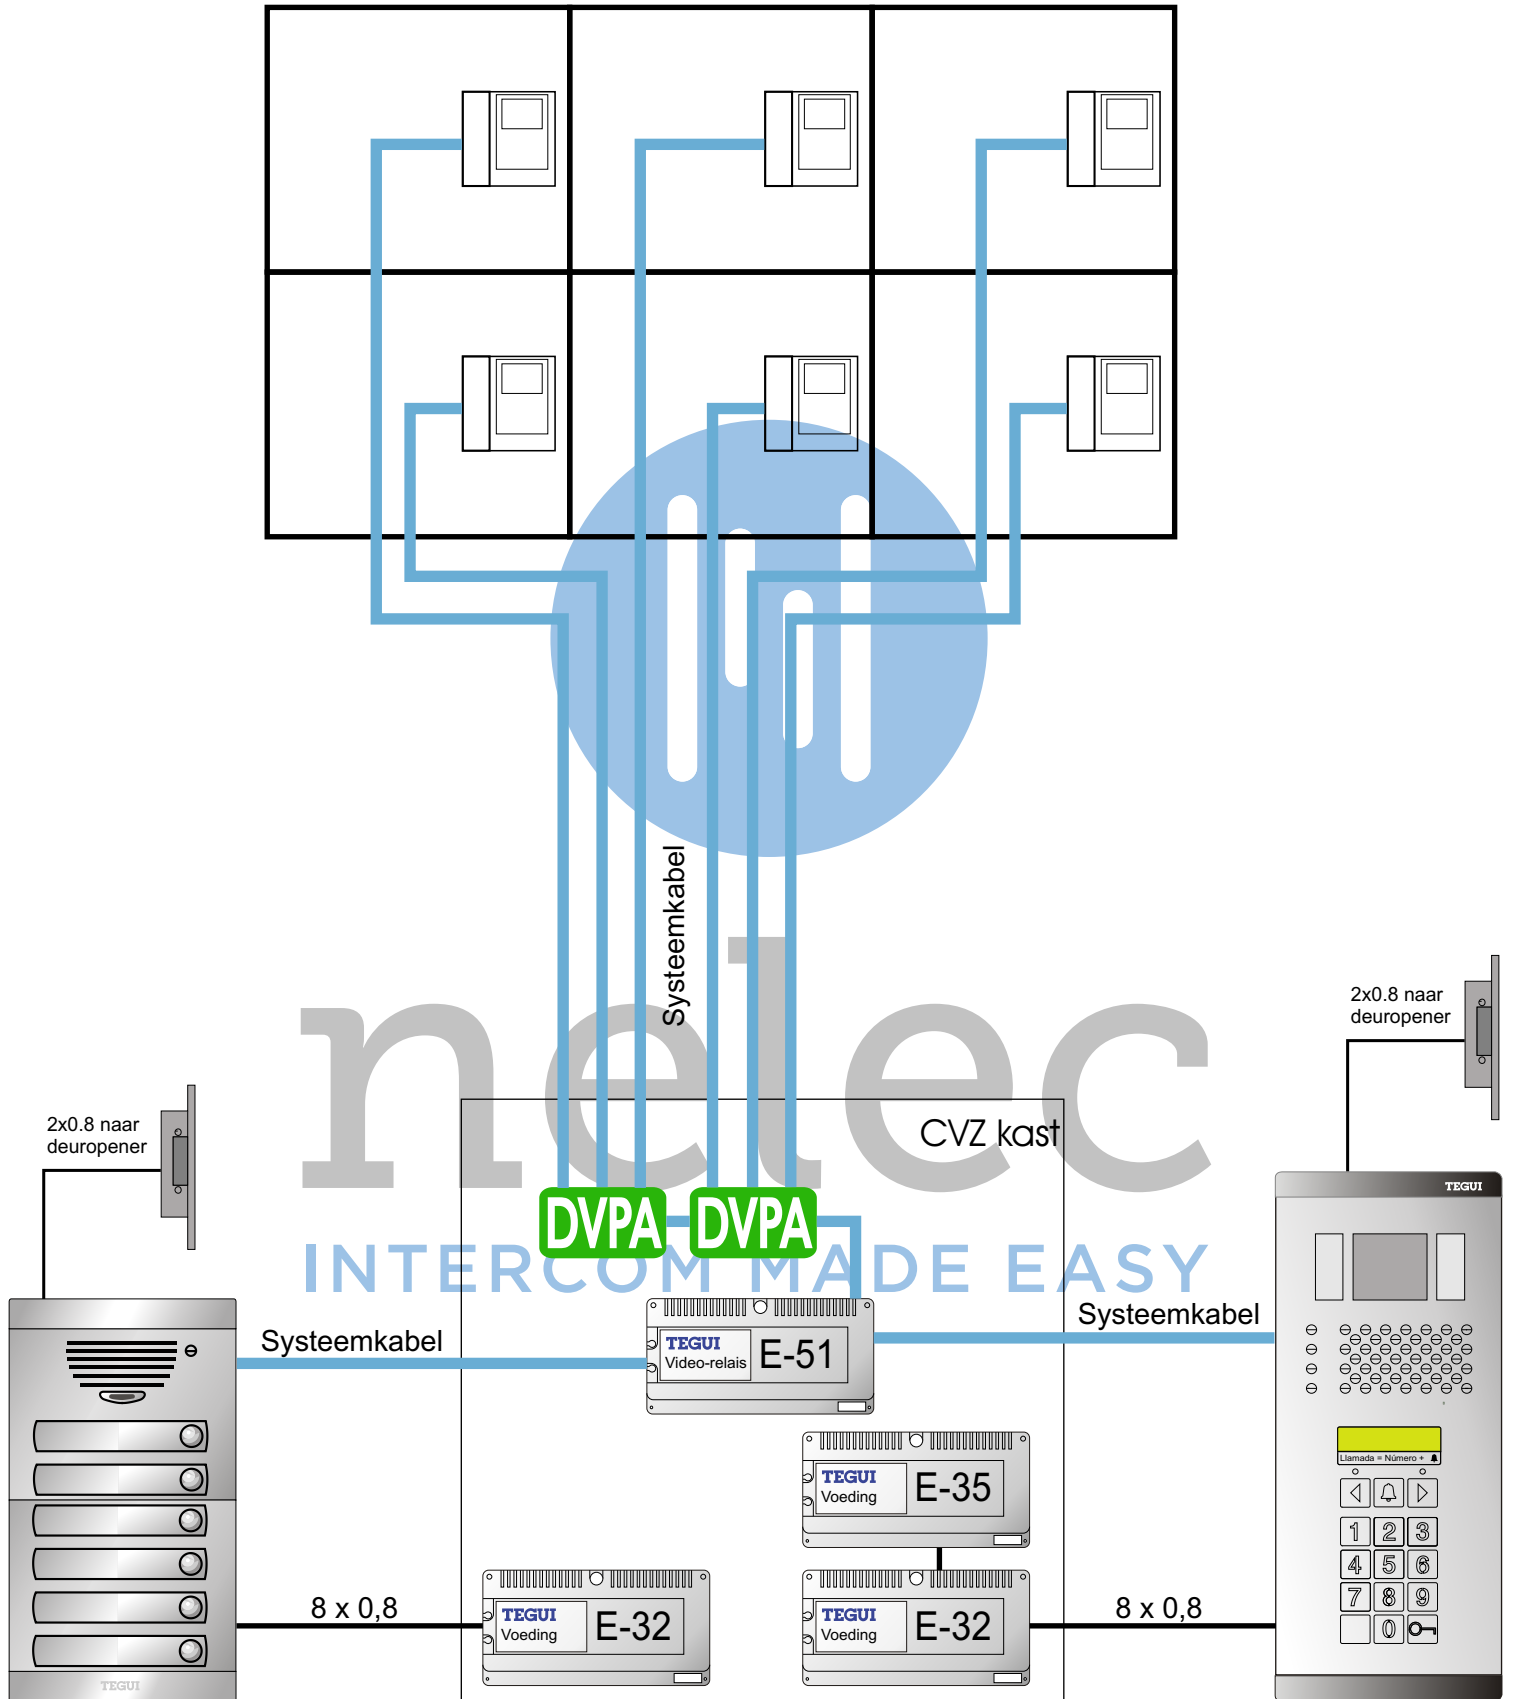 Systeemkabel
nelec
INTERCOM MADE EASY
2x0.8 naar
deuropener
2x0.8 naar
deuropener
CVZ kast
DVPA
DVPA
TEGUI
Systeemkabel
Systeemkabel
TEGUI
Video-relais
E-51
TEGUI
Voeding
E-35
Llamada = Número +
1 2 3
4 5 6
7 8 9
0
8 x 0,8
TEGUI
Voeding
E-32
TEGUI
Voeding
E-32
8 x 0,8
TEGUI